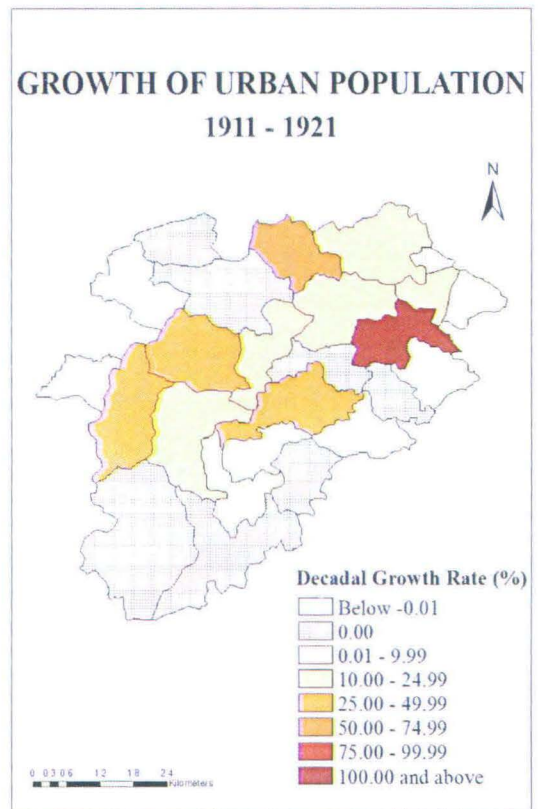 GROWTH OF URBAN POPULATION
1911 - 1921
N
Decadal Growth Rate (%)
Below -0.01
0.00
0.01 - 9.99
10.00 - 24.99
25.00 - 49.99
50.00 - 74.99
75.00 - 99.99
100.00 and above
0 03 06 12 18 24
Kilometers